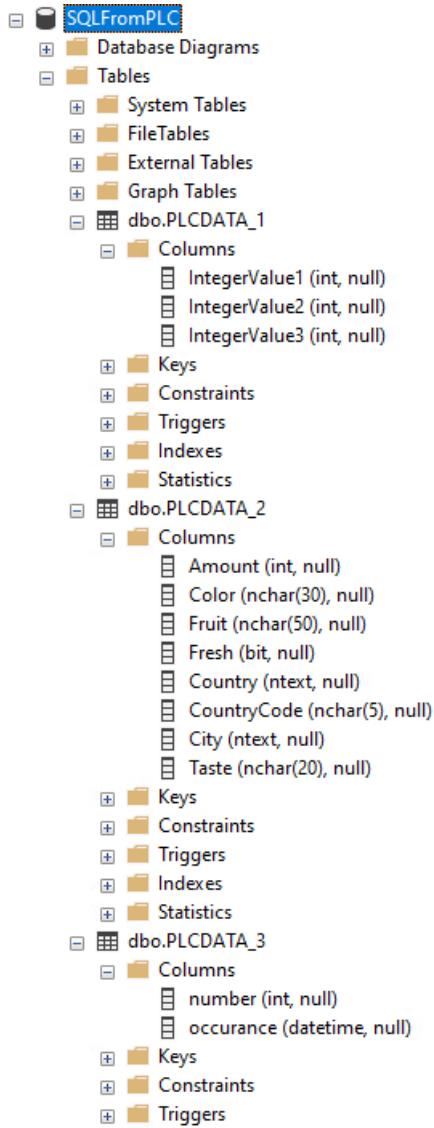 SQLFromPLC
Database Diagrams
Tables
System Tables
FileTables
External Tables
Graph Tables
dbo.PLCDATA_1
Columns
IntegerValue1 (int, null)
IntegerValue2 (int, null)
IntegerValue3 (int, null)
Keys
Constraints
Triggers
Indexes
Statistics
dbo.PLCDATA_2
Columns
Amount (int, null)
Color (nchar(30), null)
Fruit (nchar(50), null)
Fresh (bit, null)
Country (ntext, null)
CountryCode (nchar(5), null)
City (ntext, null)
Taste (nchar(20), null)
Keys
Constraints
Triggers
Indexes
Statistics
dbo.PLCDATA_3
Columns
number (int, null)
occurance (datetime, null)
Keys
Constraints
Triggers